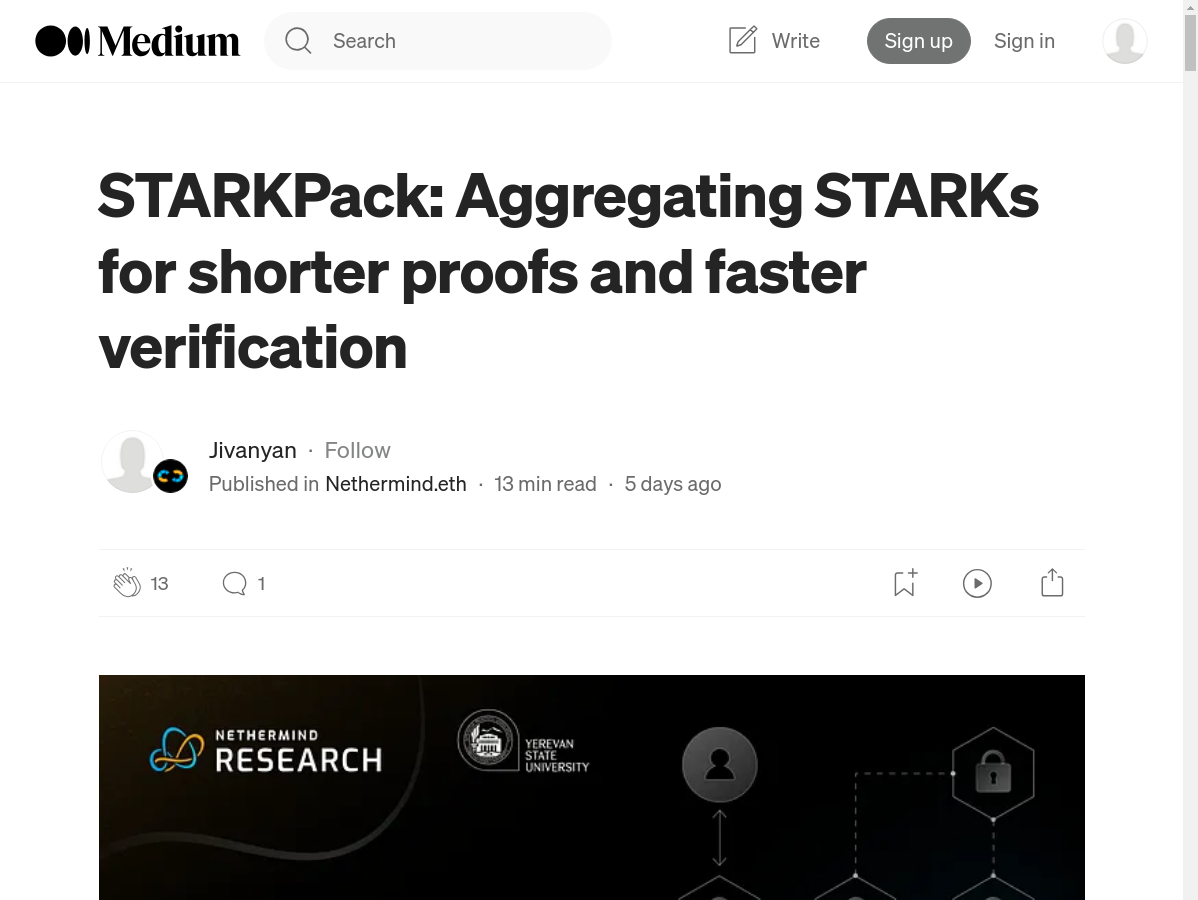 Medium
Search
Write
Sign up
Sign in
STARKPack: Aggregating STARKs
for shorter proofs and faster
verification
Jivanyan · Follow
Published in Nethermind.eth · 13 min read · 5 days ago
13
1
NETHERMIND
RESEARCH
YEREVAN
STATE
UNIVERSITY